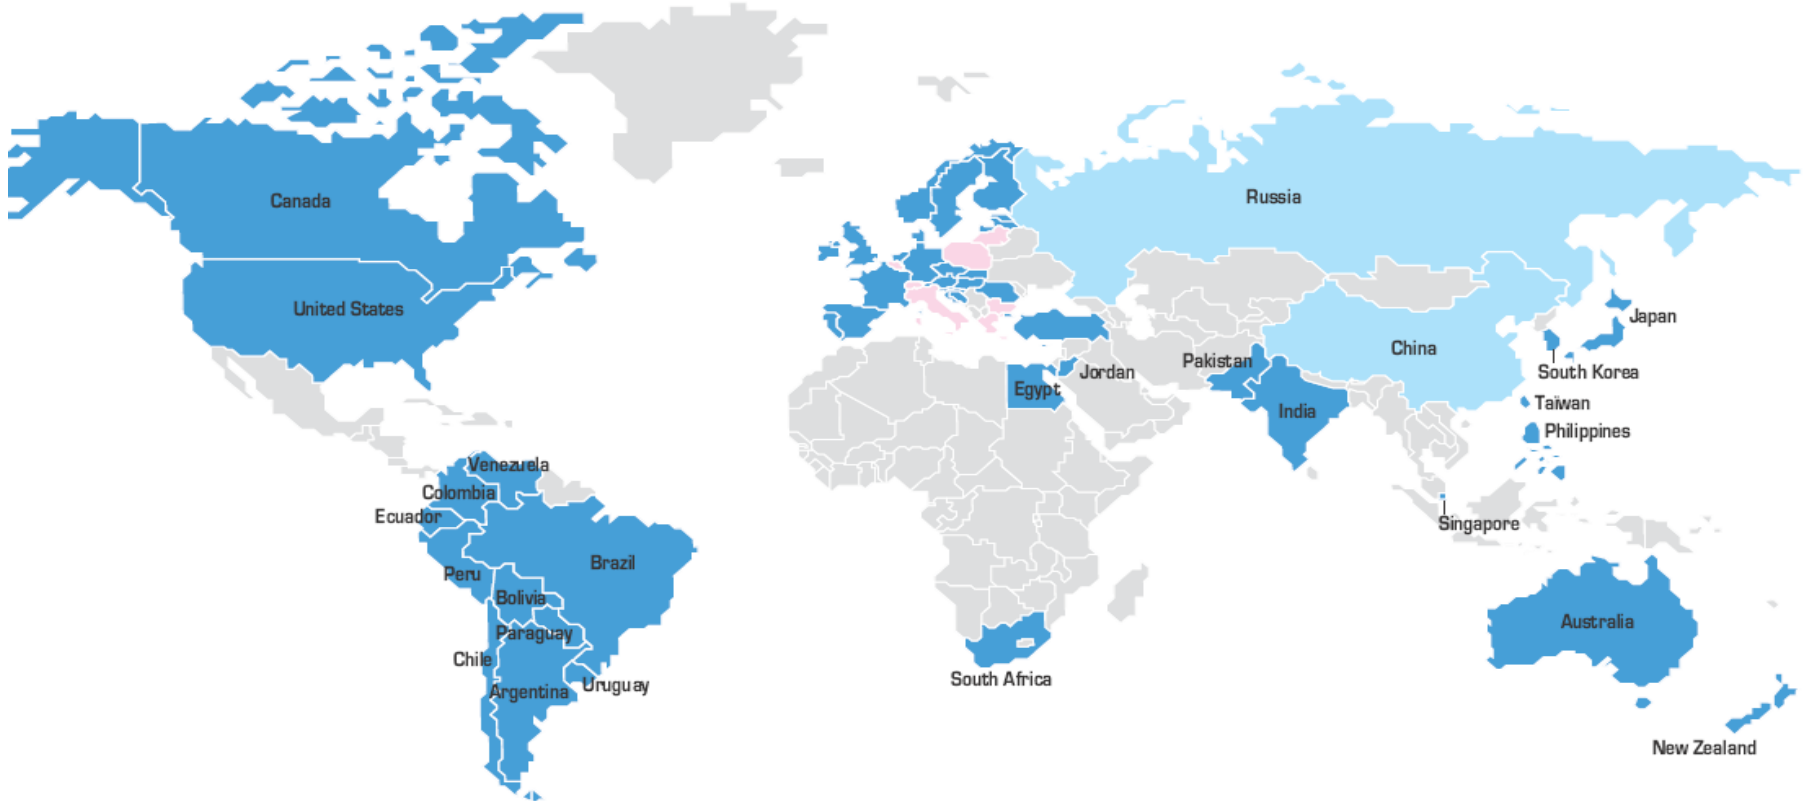 Canada
Russia
United States
Japan
China
Pakistan
Jordan
South Korea
Egypt
Taïwan
India
Philippines
Venezuela
Colombia
Ecuador
Singapore
Brazil
Peru
Bolivia
Australia
Paraguay
Chile
South Africa
Uruguay
Argentina
New Zealand